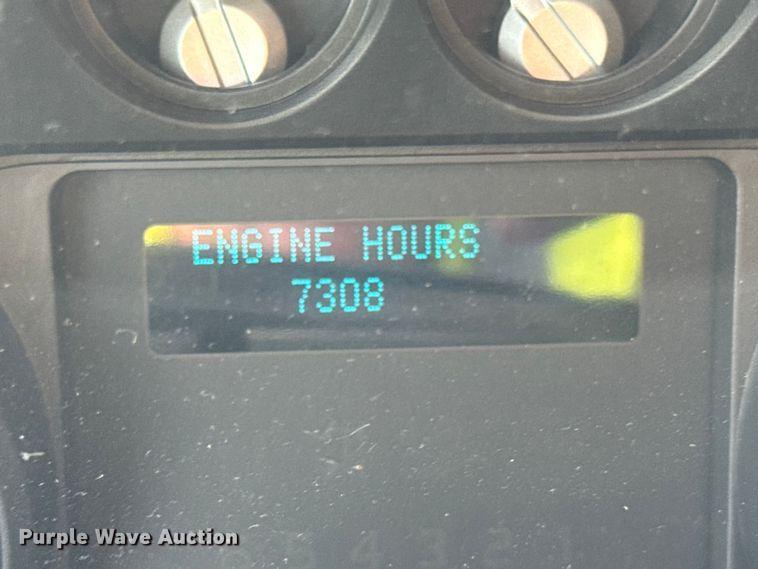 ENGINE HOURS
7308
Purple Wave Auction